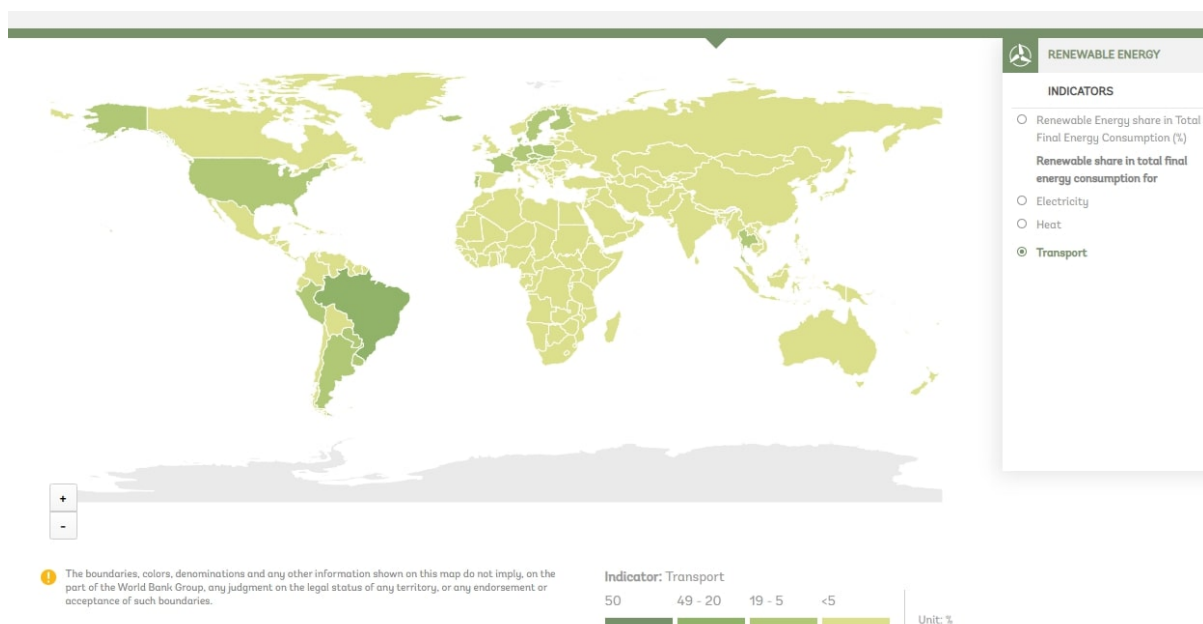 RENEWABLE ENERGY
INDICATORS
Renewable Energy share in Total
Final Energy Consumption (%)
Renewable share in total final
energy consumption for
Electricity
Heat
Transport
+
-
The boundaries, colors, denominations and any other information shown on this map do not imply, on the
part of the World Bank Group, any judgment on the legal status of any territory, or any endorsement or
acceptance of such boundaries.
Indicator: Transport
50 49 - 20 19 - 5 <5
Unit: %